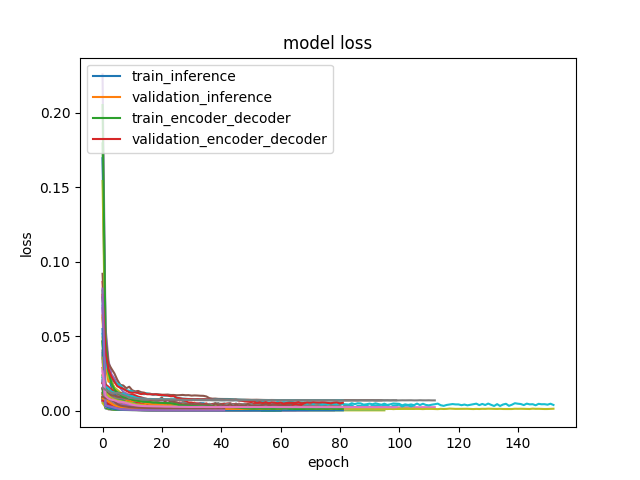 model loss
train_inference
validation_inference
train_encoder_decoder
validation_encoder_decoder
0.20
0.15
0.10
0.05
0.00
loss
0 20 40 60 80 100 120 140
epoch